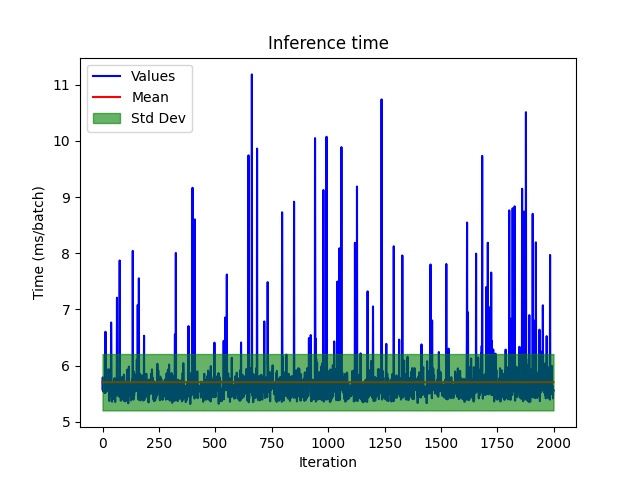 Inference time
Values
Mean
Std Dev
Time (ms/batch)
11
10
9
8
7
6
5
0 250 500 750 1000 1250 1500 1750 2000
Iteration